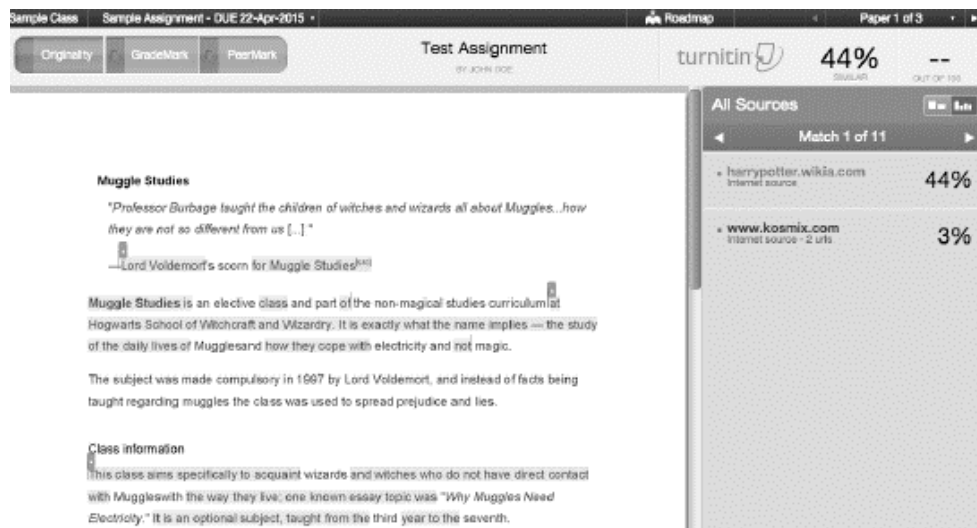 Sample Class Sample Assignment - DUE 22-Apr-2015 Roadmap Paper 1 of 3
Originality GradeMark PeerMark Test Assignment turnitin 44% --
BY JOHN DOE SIMILAR OUT OF 100
All Sources
Match 1 of 11
harrypotter.wikia.com 44%
Internet source
www.kosmix.com 3%
Internet source - 2 urls
Muggle Studies
"Professor Burbage taught the children of witches and wizards all about Muggles...how
they are not so different from us [...] "
—Lord Voldemort's scorn for Muggle Studies
Muggle Studies is an elective class and part of the non-magical studies curriculum at
Hogwarts School of Witchcraft and Wizardry. It is exactly what the name implies — the study
of the daily lives of Mugglesand how they cope with electricity and not magic.
The subject was made compulsory in 1997 by Lord Voldemort, and instead of facts being
taught regarding muggles the class was used to spread prejudice and lies.
Class information
This class aims specifically to acquaint wizards and witches who do not have direct contact
with Muggleswith the way they live; one known essay topic was "Why Muggles Need
Electricity." It is an optional subject, taught from the third year to the seventh.